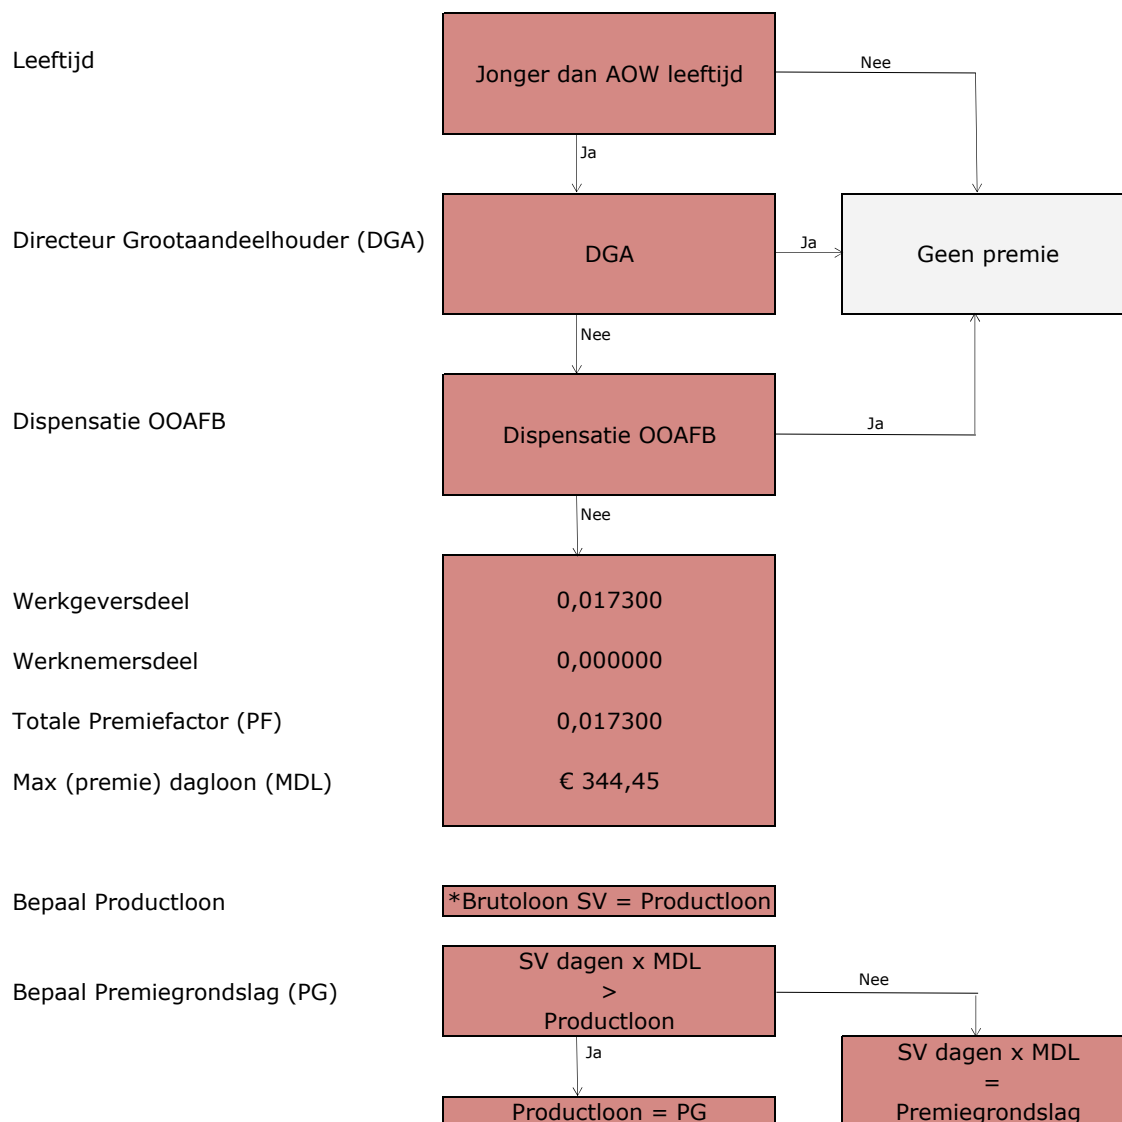 Leeftijd
Jonger dan AOW leeftijd
Nee
Ja
Directeur Grootaandeelhouder (DGA)
DGA
Ja
Geen premie
Nee
Dispensatie OOAFB
Dispensatie OOAFB
Ja
Nee
Werkgeversdeel
0,017300
Werknemersdeel
0,000000
Totale Premiefactor (PF)
0,017300
Max (premie) dagloon (MDL)
€ 344,45
Bepaal Productloon
*Brutoloon SV = Productloon
Bepaal Premiegrondslag (PG)
SV dagen x MDL
>
Productloon
Nee
Ja
SV dagen x MDL
=
Premiegrondslag
Productloon = PG